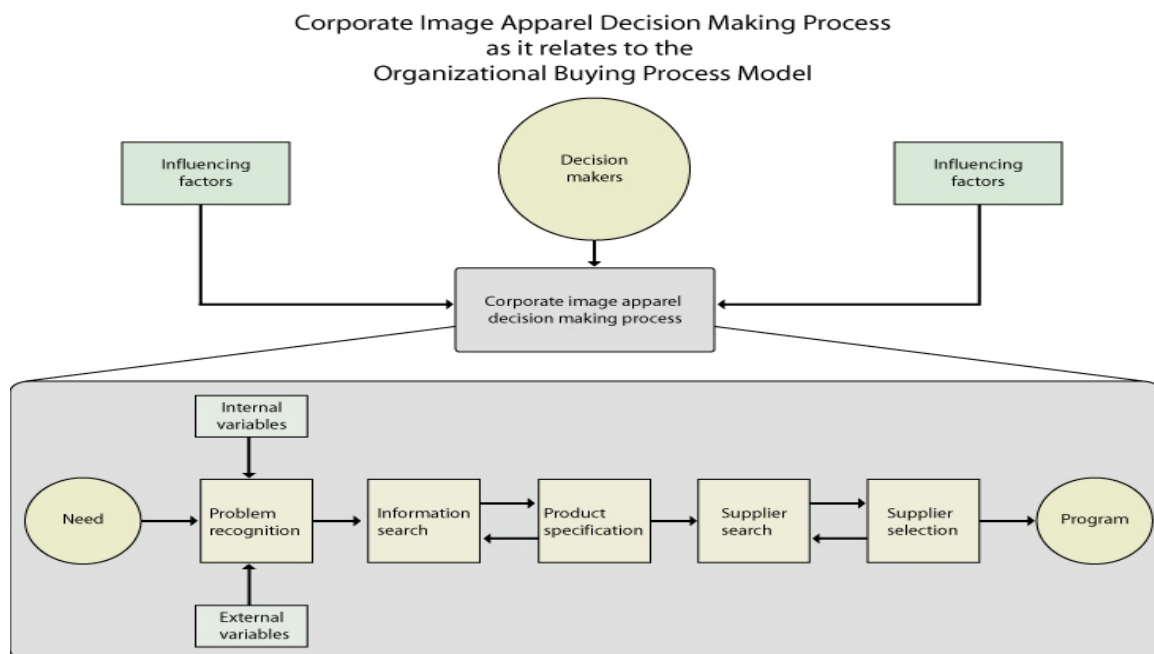 Corporate Image Apparel Decision Making Process
as it relates to the
Organizational Buying Process Model
Influencing
factors
Decision
makers
Influencing
factors
Corporate image apparel
decision making process
Internal
variables
Need
Problem
recognition
Information
search
Product
specification
Supplier
search
Supplier
selection
Program
External
variables